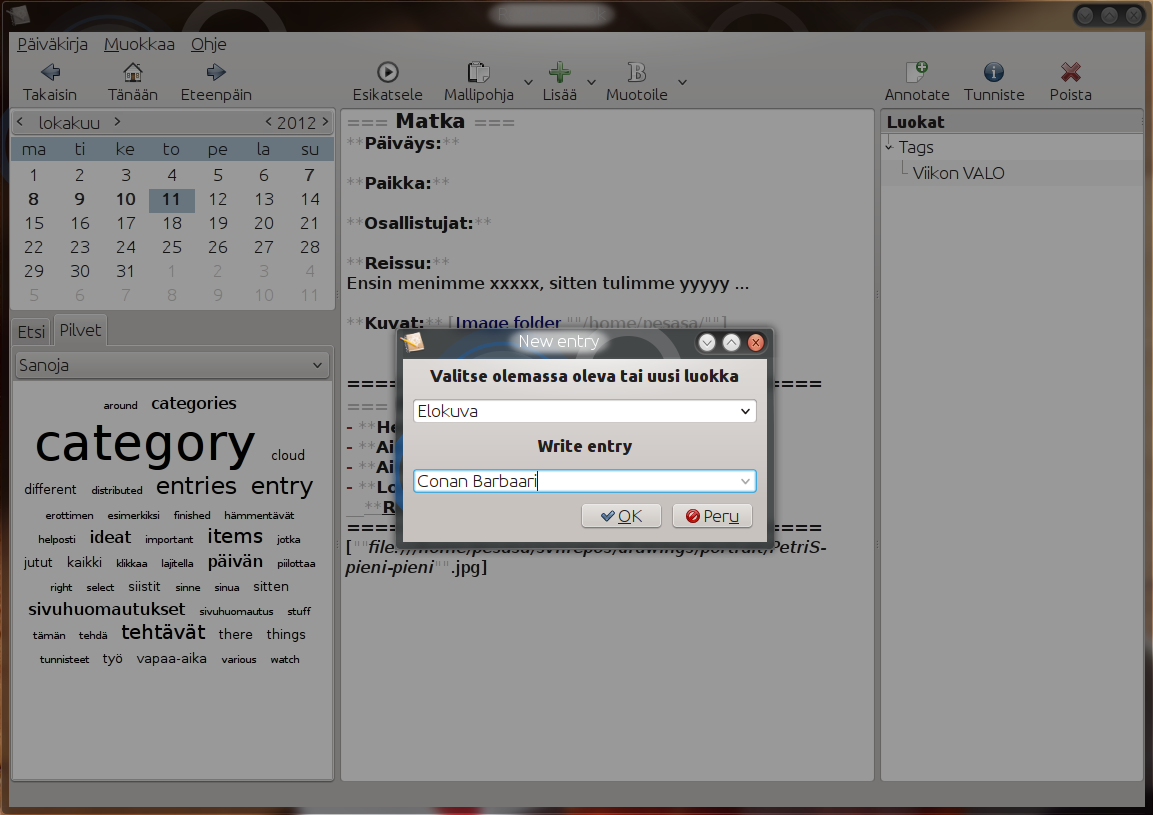 Päiväkirja Muokkaa Ohje
Takaisin Tänään Eteenpäin Esikatsele Mallipohja Lisää Muotoile Annotate Tunniste Poista
lokakuu 2012
ma ti ke to pe la su
1 2 3 4 5 6 7
8 9 10 11 12 13 14
15 16 17 18 19 20 21
22 23 24 25 26 27 28
29 30 31 1 2 3 4
5 6 7 8 9 10 11
Etsi Pilvet
Sanoja
around categories
category cloud
different distributed entries entry
erottimen esimerkiksi finished hämmentävät
helposti ideat important items jotka
jutut kaikki klikkaa lajitella päivän piilottaa
right select siistit sinne sinua sitten
sivuhuomautukset sivuhuomautus stuff
tämän tehdä tehtävät there things
tunnisteet työ vapaa-aika various watch
=== Matka ===
**Päiväys:**
**Paikka:**
**Osallistujat:**
**Reissu:**
Ensin menimme xxxxx, sitten tulimme yyyyy ...
**Kuvat:** [Image folder ""/home/pesasa/""]
New entry
Valitse olemassa oleva tai uusi luokka
Elokuva
Write entry
Conan Barbaari
OK Peru
[""file:///home/pesasa/svnrepos/drawings/portrait/PetriS-
pieni-pieni"".jpg]
Luokat
Tags
Viikon VALO